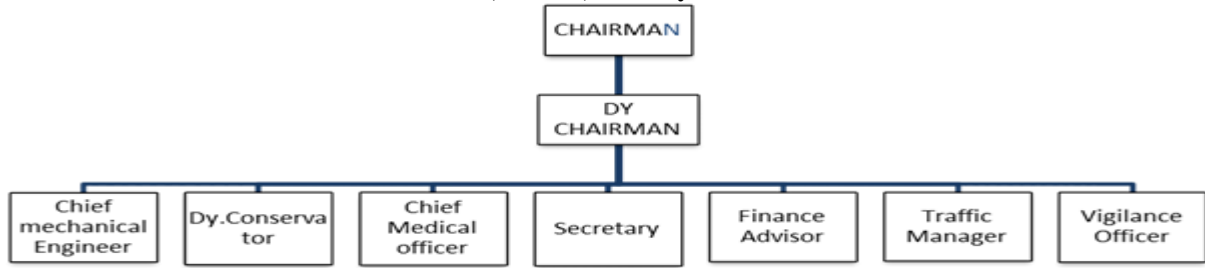 CHAIRMAN
DY
CHAIRMAN
Chief
mechanical
Engineer
Dy.Conserva
tor
Chief
Medical
officer
Secretary
Finance
Advisor
Traffic
Manager
Vigilance
Officer